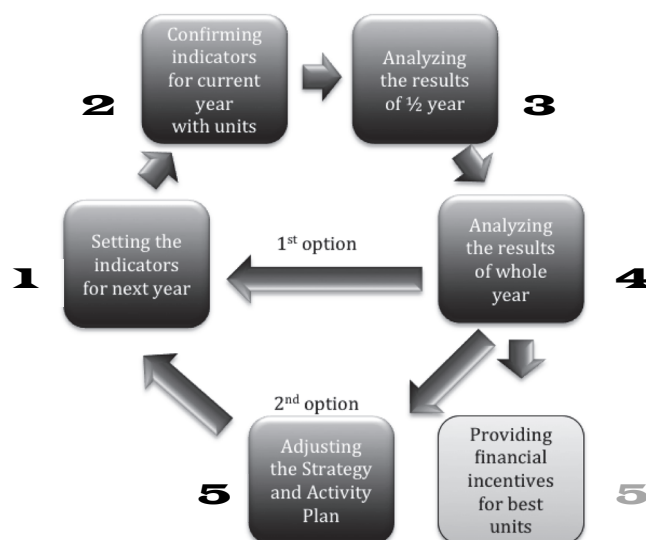 1
Setting the
indicators
for next year
2
Confirming
indicators
for current
year
with units
3
Analyzing
the results
of ½ year
4
Analyzing
the results
of whole
year
1st option
2nd option
5
Adjusting
the Strategy
and Activity
Plan
Providing
financial
incentives
for best
units
5